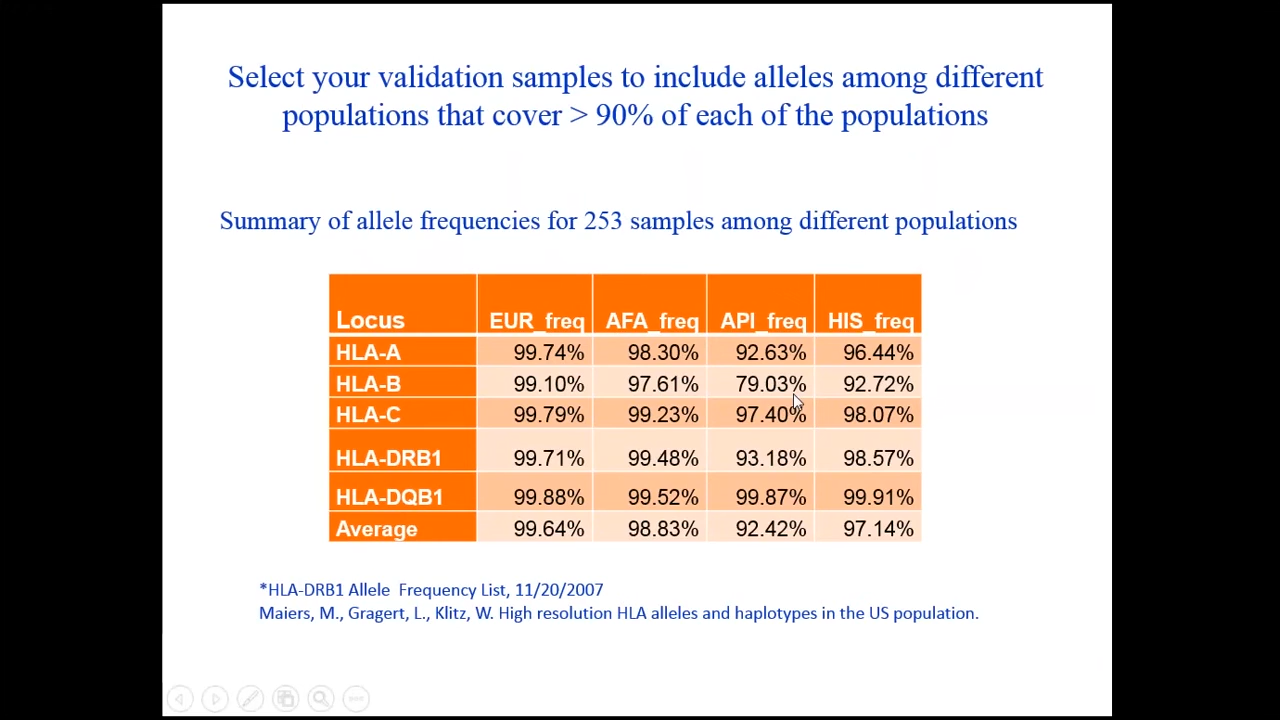 Select your validation samples to include alleles among different
populations that cover > 90% of each of the populations
Summary of allele frequencies for 253 samples among different populations
Locus EUR_freq AFA_freq API_freq HIS_freq
HLA-A 99.74% 98.30% 92.63% 96.44%
HLA-B 99.10% 97.61% 79.03% 92.72%
HLA-C 99.79% 99.23% 97.40% 98.07%
HLA-DRB1 99.71% 99.48% 93.18% 98.57%
HLA-DQB1 99.88% 99.52% 99.87% 99.91%
Average 99.64% 98.83% 92.42% 97.14%
*HLA-DRB1 Allele Frequency List, 11/20/2007
Maiers, M., Gragert, L., Klitz, W. High resolution HLA alleles and haplotypes in the US population.